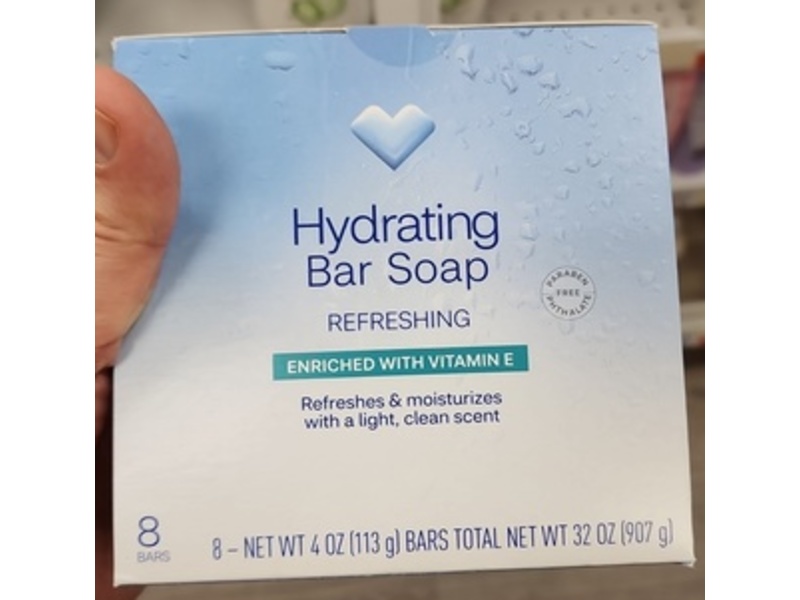 Hydrating
Bar Soap
REFRESHING
PARABEN
FREE
PHTHALATE
ENRICHED WITH VITAMIN E
Refreshes & moisturizes
with a light, clean scent
8
BARS
8 – NET WT 4 OZ (113 g) BARS TOTAL NET WT 32 OZ (907 g)